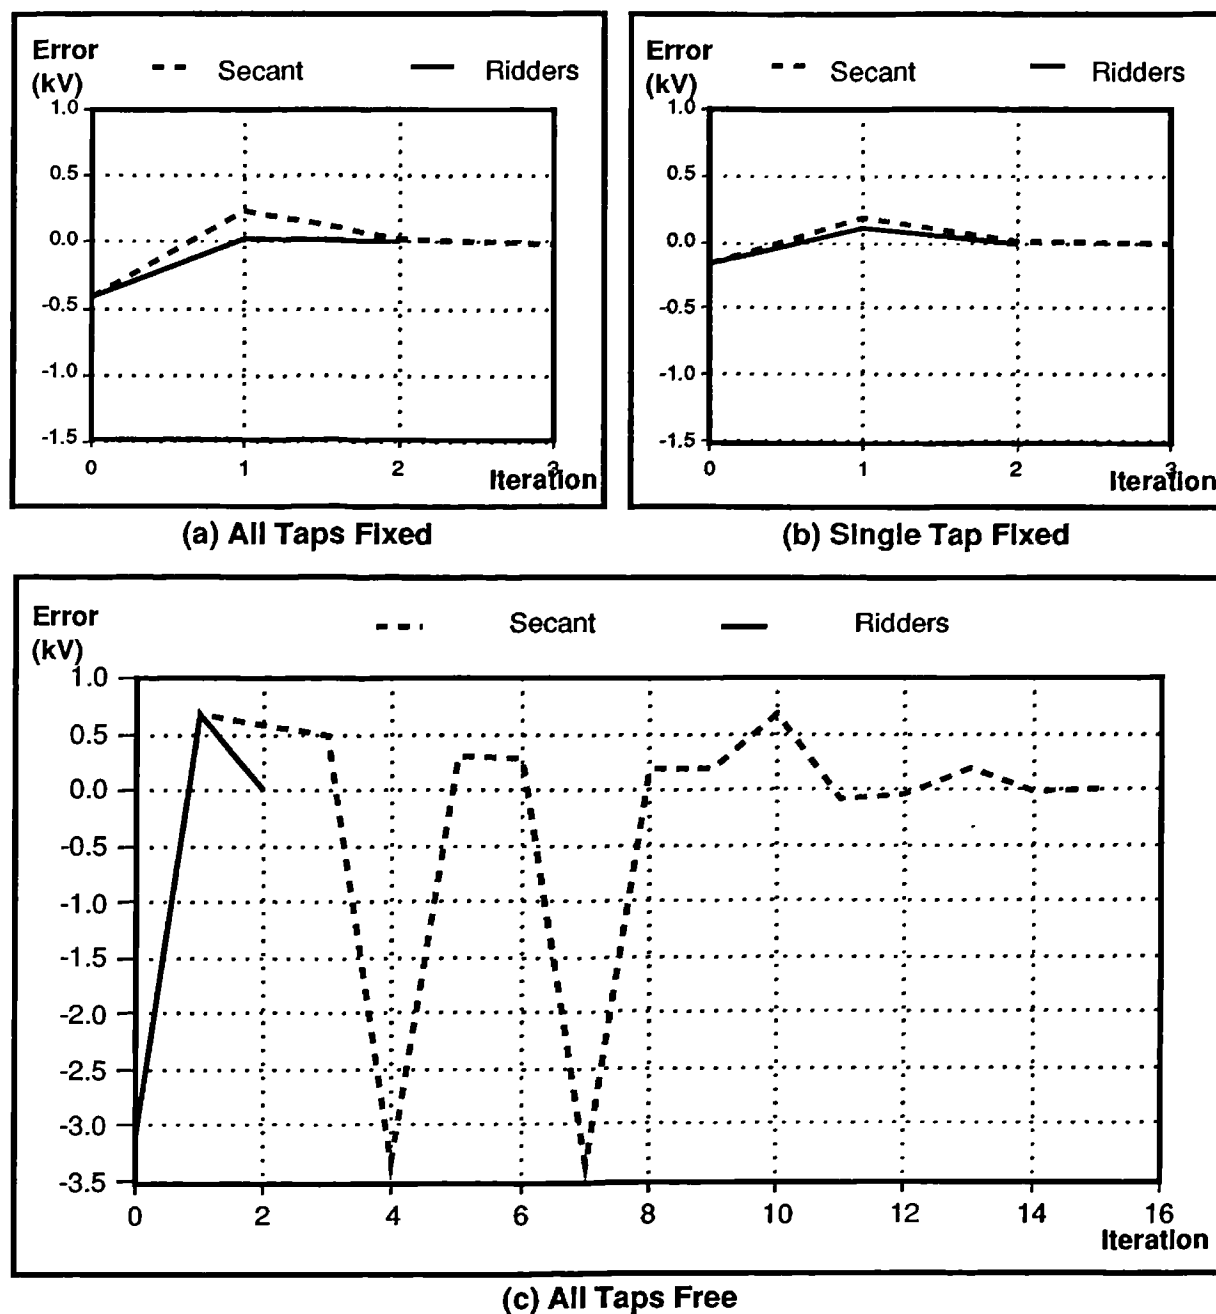 Error
(kV)
Secant
Ridders
1.0
0.5
0.0
-0.5
-1.0
-1.5
0
1
2
3
Iteration
(a) All Taps Fixed
Error
(kV)
Secant
Ridders
1.0
0.5
0.0
-0.5
-1.0
-1.5
0
1
2
3
Iteration
(b) Single Tap Fixed
Error
(kV)
Secant
Ridders
1.0
0.5
0.0
-0.5
-1.0
-1.5
-2.0
-2.5
-3.0
-3.5
0
2
4
6
8
10
12
14
16
Iteration
(c) All Taps Free